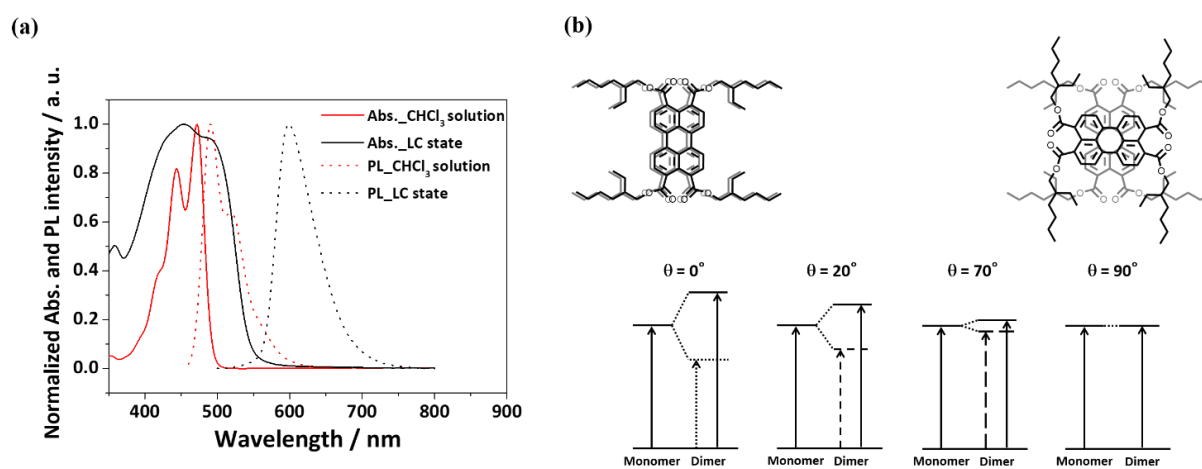 (a)
Normalized Abs. and PL intensity / a. u.
1.0
0.8
0.6
0.4
0.2
0.0
400
500
600
700
800
900
Wavelength / nm
Abs._CHCl3 solution
Abs._LC state
PL_CHCl3 solution
PL_LC state
(b)
θ = 0°
θ = 20°
θ = 70°
θ = 90°
Monomer Dimer
Monomer Dimer
Monomer Dimer
Monomer Dimer